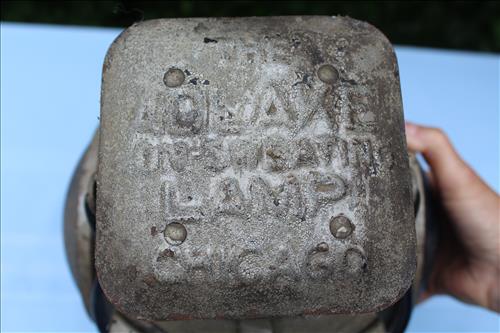 THE
ADLAKE
NON SWEATING
LAMP
CHICAGO